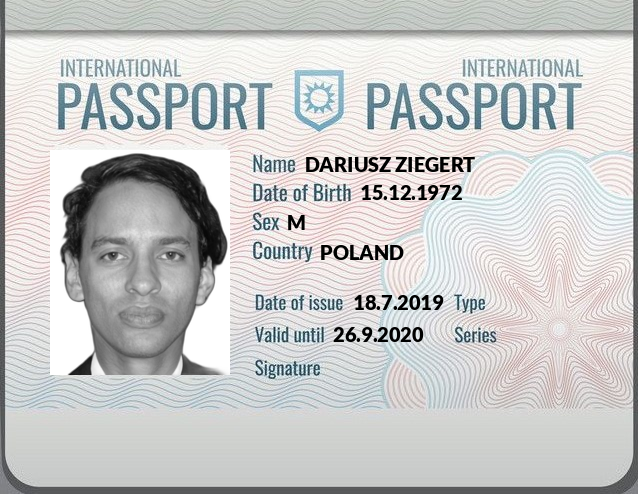 INTERNATIONAL INTERNATIONAL
PASSPORT PASSPORT
Name DARIUSZ ZIEGERT
Date of Birth 15.12.1972
Sex M
Country POLAND
Date of issue 18.7.2019 Type
Valid until 26.9.2020 Series
Signature